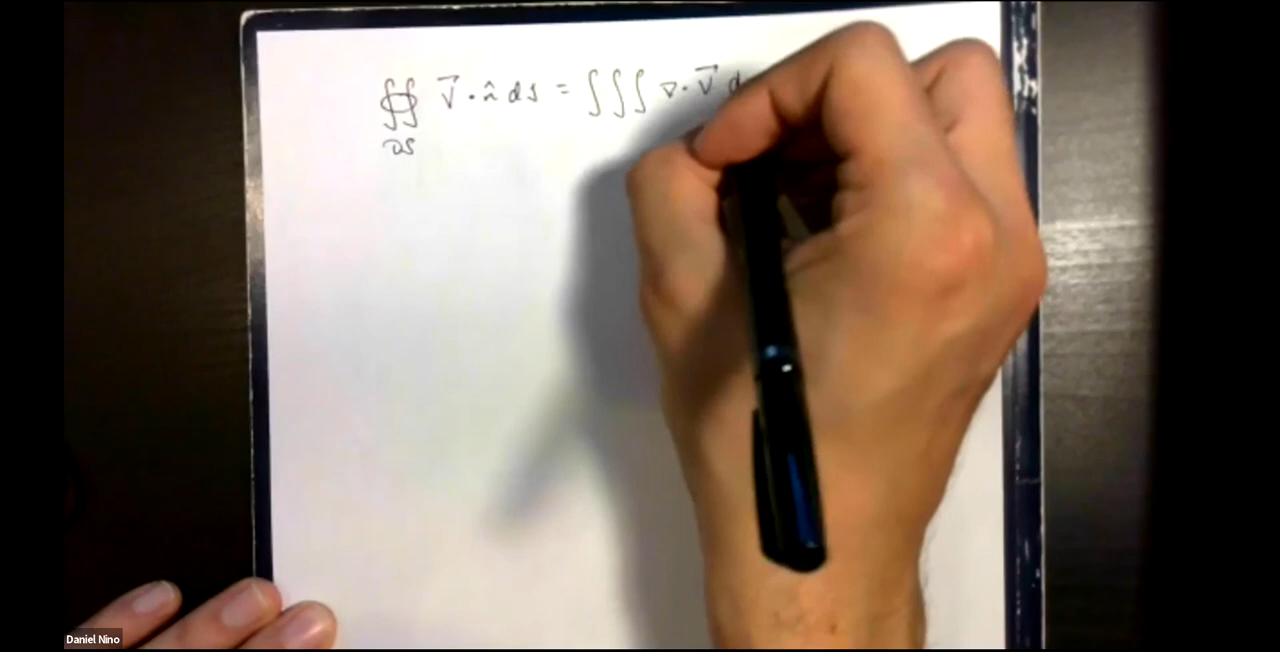 ∯ V⃗ · n̂ ds = ∫∫∫ ∇ · V⃗ d
∂S
Daniel Nino